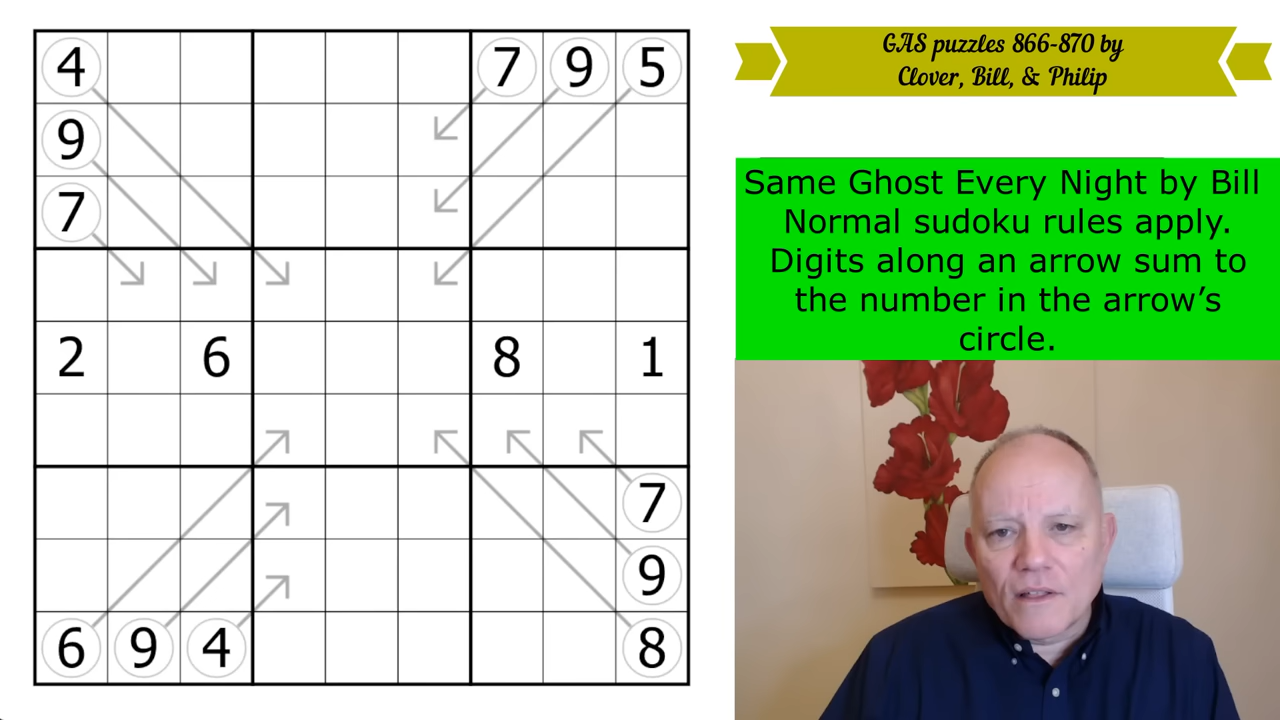 4 7 9 5
9
7
2 6 8 1
7
9
6 9 4 8
GAS puzzles 866-870 by
Clover, Bill, & Philip
Same Ghost Every Night by Bill
Normal sudoku rules apply.
Digits along an arrow sum to
the number in the arrow’s
circle.